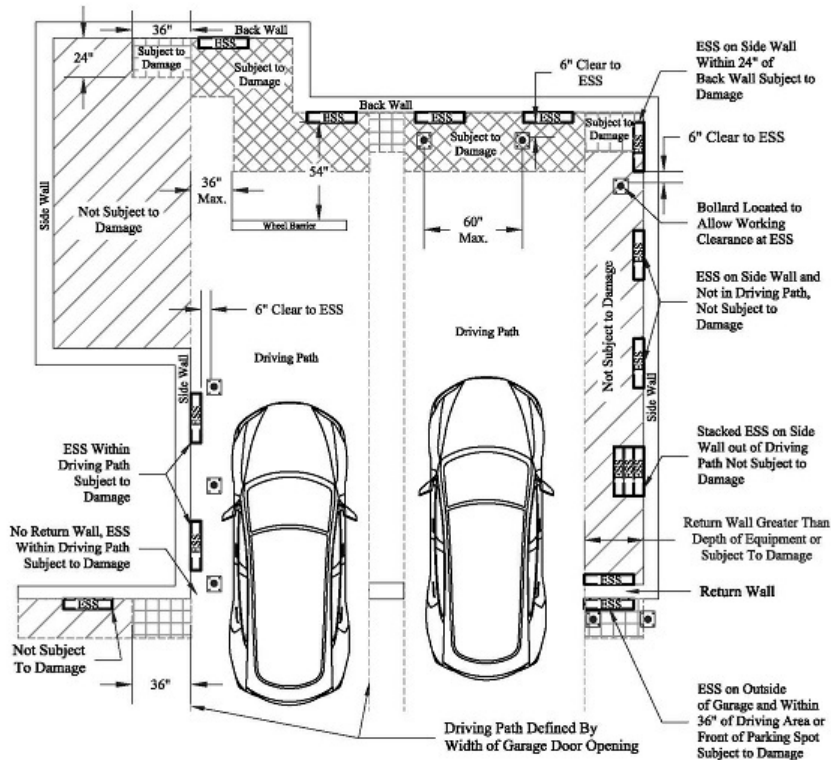 36"
Back Wall
ESS
Subject to
Damage
24"
Subject to
Damage
6" Clear to
ESS
ESS on Side Wall
Within 24" of
Back Wall Subject to
Damage
Back Wall
ESS
ESS
ESS
Subject to
Damage
Subject to
Damage
ESS
6" Clear to ESS
54"
36"
Max.
Side Wall
Not Subject to
Damage
Wheel Barrier
60"
Max.
Bollard Located to
Allow Working
Clearance at ESS
ESS
ESS on Side Wall and
Not in Driving Path,
Not Subject to
Damage
Not Subject to Damage
6" Clear to ESS
Driving Path
Driving Path
ESS
Side Wall
Side Wall
ESS
ESS Within
Driving Path
Subject to
Damage
Stacked ESS on Side
Wall out of Driving
Path Not Subject to
Damage
ESS
ESS
ESS
No Return Wall, ESS
Within Driving Path
Subject to Damage
ESS
Return Wall Greater Than
Depth of Equipment or
Subject To Damage
ESS
Return Wall
ESS
ESS
Not Subject
To Damage
36"
Driving Path Defined By
Width of Garage Door Opening
ESS on Outside
of Garage and Within
36" of Driving Area or
Front of Parking Spot
Subject to Damage